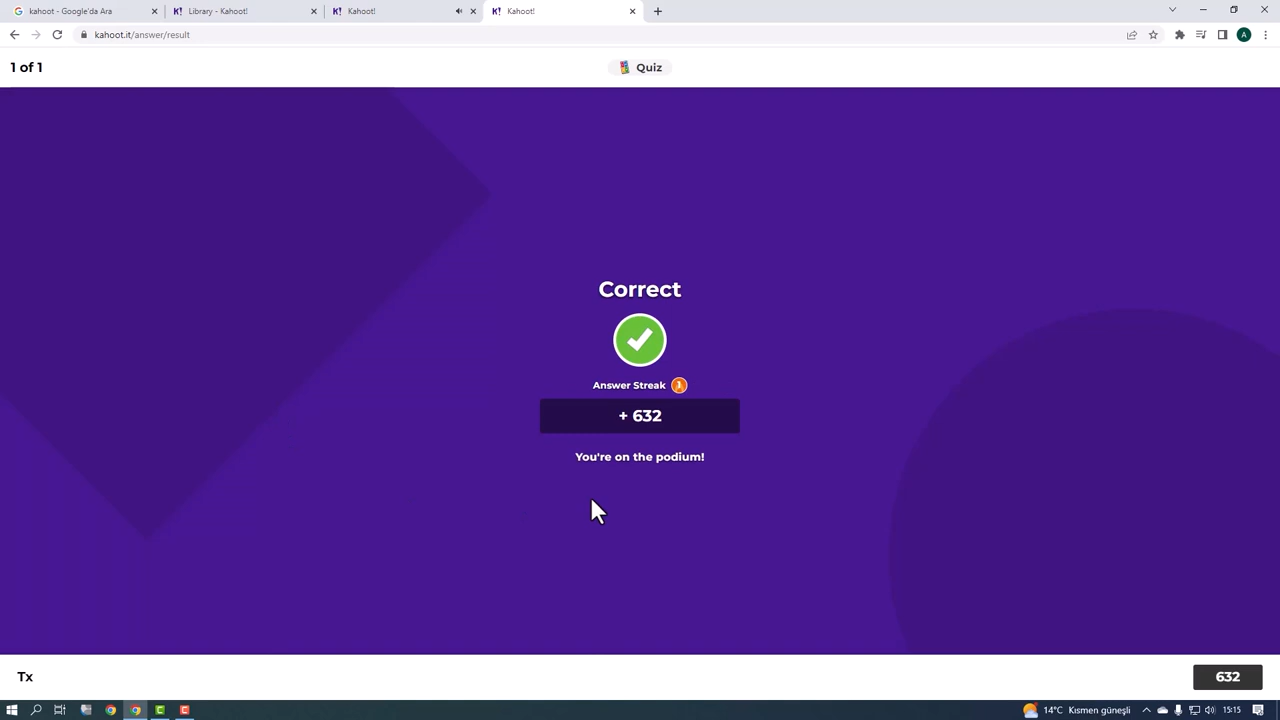 kahoot - Google'da Ara
K! Library - Kahoot!
K! Kahoot!
K! Kahoot!
kahoot.it/answer/result
A
1 of 1
Quiz
Correct
Answer Streak 1
+ 632
You're on the podium!
Tx
632
14°C Kısmen güneşli
15:15